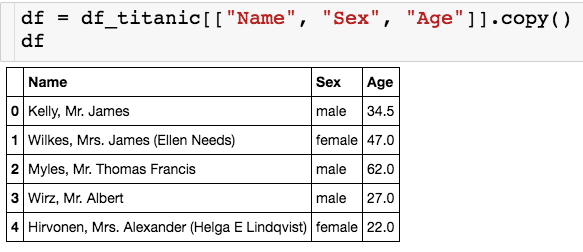 df = df_titanic[["Name", "Sex", "Age"]].copy()
df
Name Sex Age
0 Kelly, Mr. James male 34.5
1 Wilkes, Mrs. James (Ellen Needs) female 47.0
2 Myles, Mr. Thomas Francis male 62.0
3 Wirz, Mr. Albert male 27.0
4 Hirvonen, Mrs. Alexander (Helga E Lindqvist) female 22.0